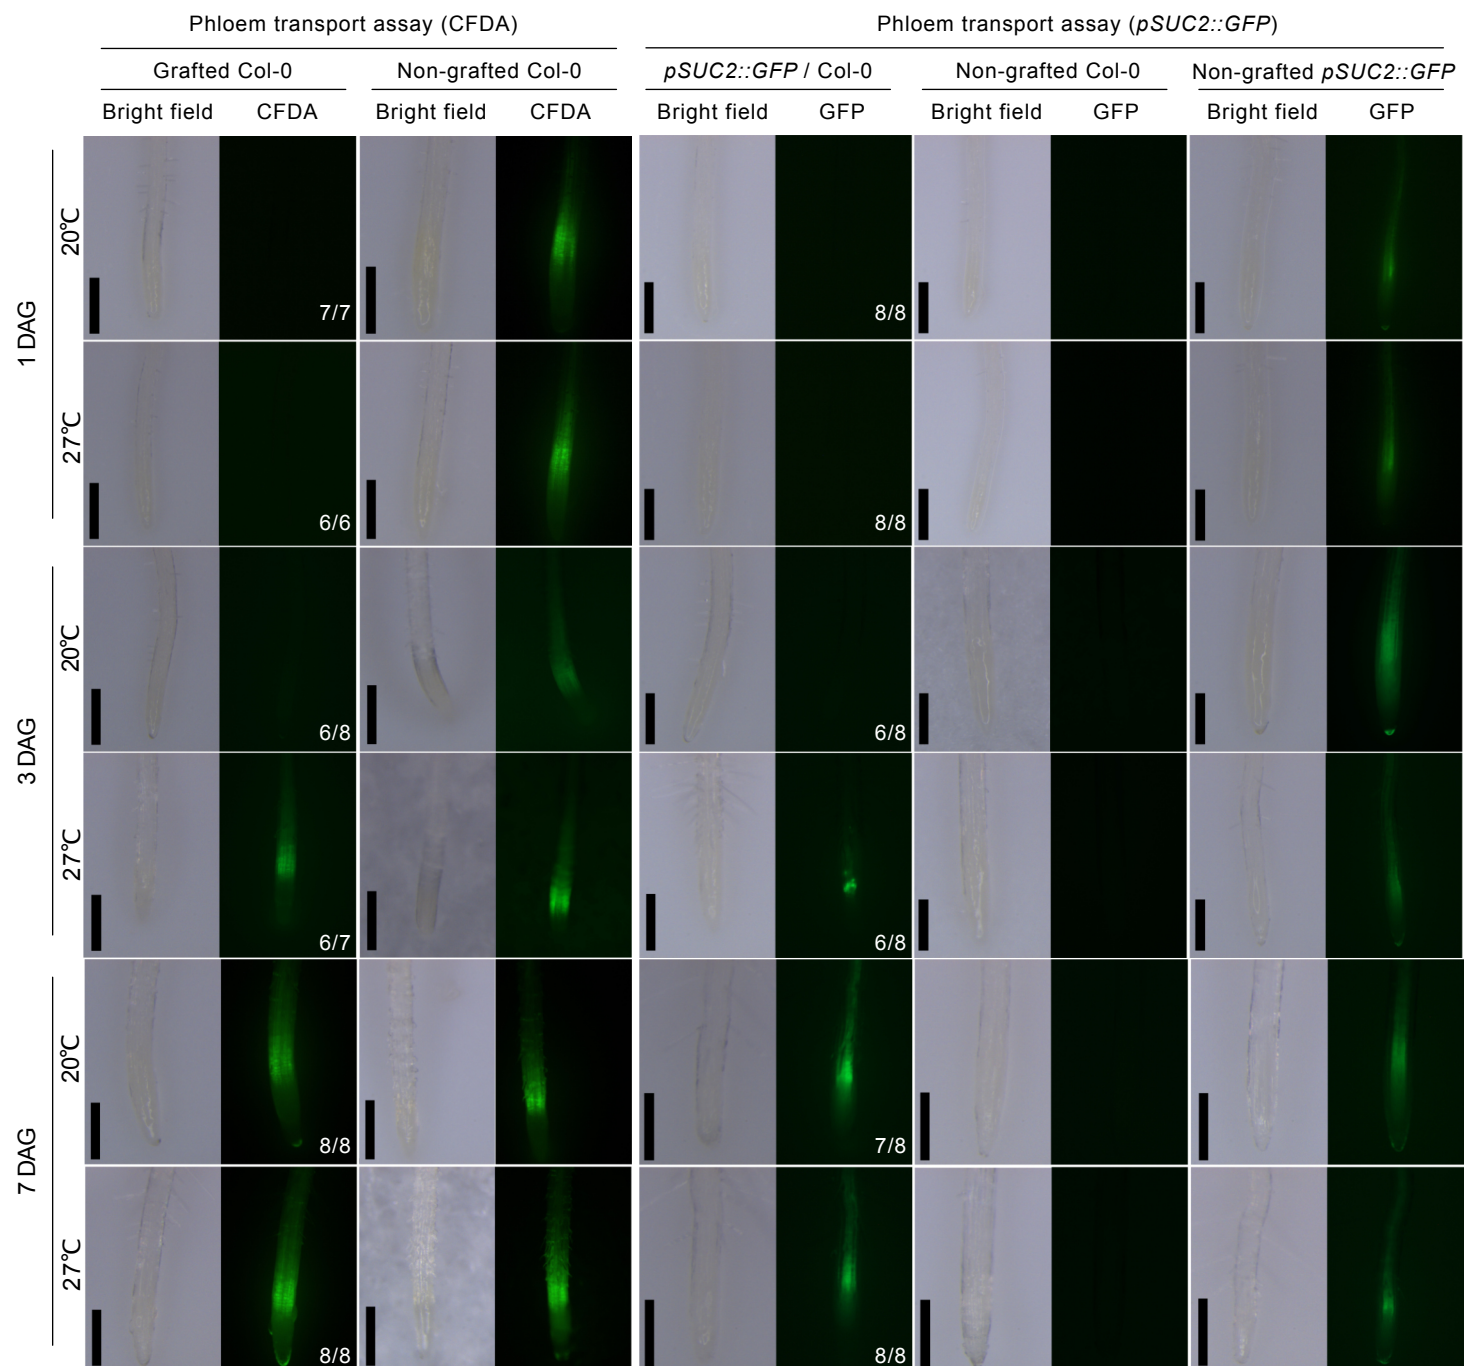 Phloem transport assay (CFDA) Phloem transport assay (pSUC2::GFP)
Grafted Col-0 Non-grafted Col-0 pSUC2::GFP / Col-0 Non-grafted Col-0 Non-grafted pSUC2::GFP
Bright field CFDA Bright field CFDA Bright field GFP Bright field GFP Bright field GFP
1 DAG
20℃
7/7 8/8
27℃
6/6 8/8
3 DAG
20℃
6/8 6/8
27℃
6/7 6/8
7 DAG
20℃
8/8 7/8
27℃
8/8 8/8